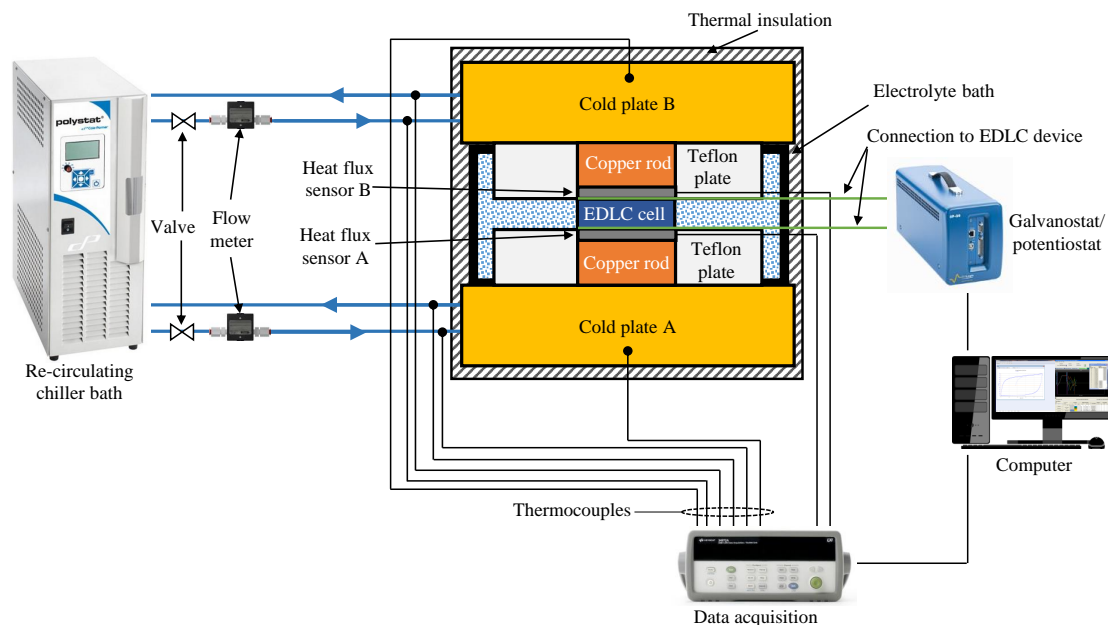 Thermal insulation
Cold plate B
Electrolyte bath
polystat®
Connection to EDLC device
Copper rod
Teflon
plate
Heat flux
sensor B
EDLC cell
Valve
Flow
meter
Heat flux
sensor A
Galvanostat/
potentiostat
Copper rod
Teflon
plate
Cold plate A
Re-circulating
chiller bath
Computer
Thermocouples
Data acquisition